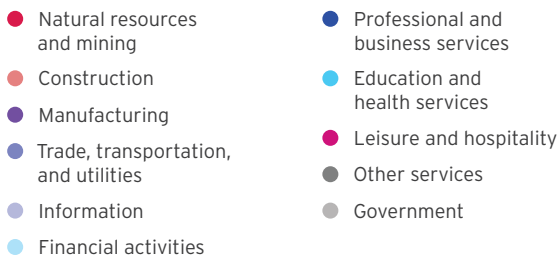 Natural resources
and mining
Construction
Manufacturing
Trade, transportation,
and utilities
Information
Financial activities
Professional and
business services
Education and
health services
Leisure and hospitality
Other services
Government